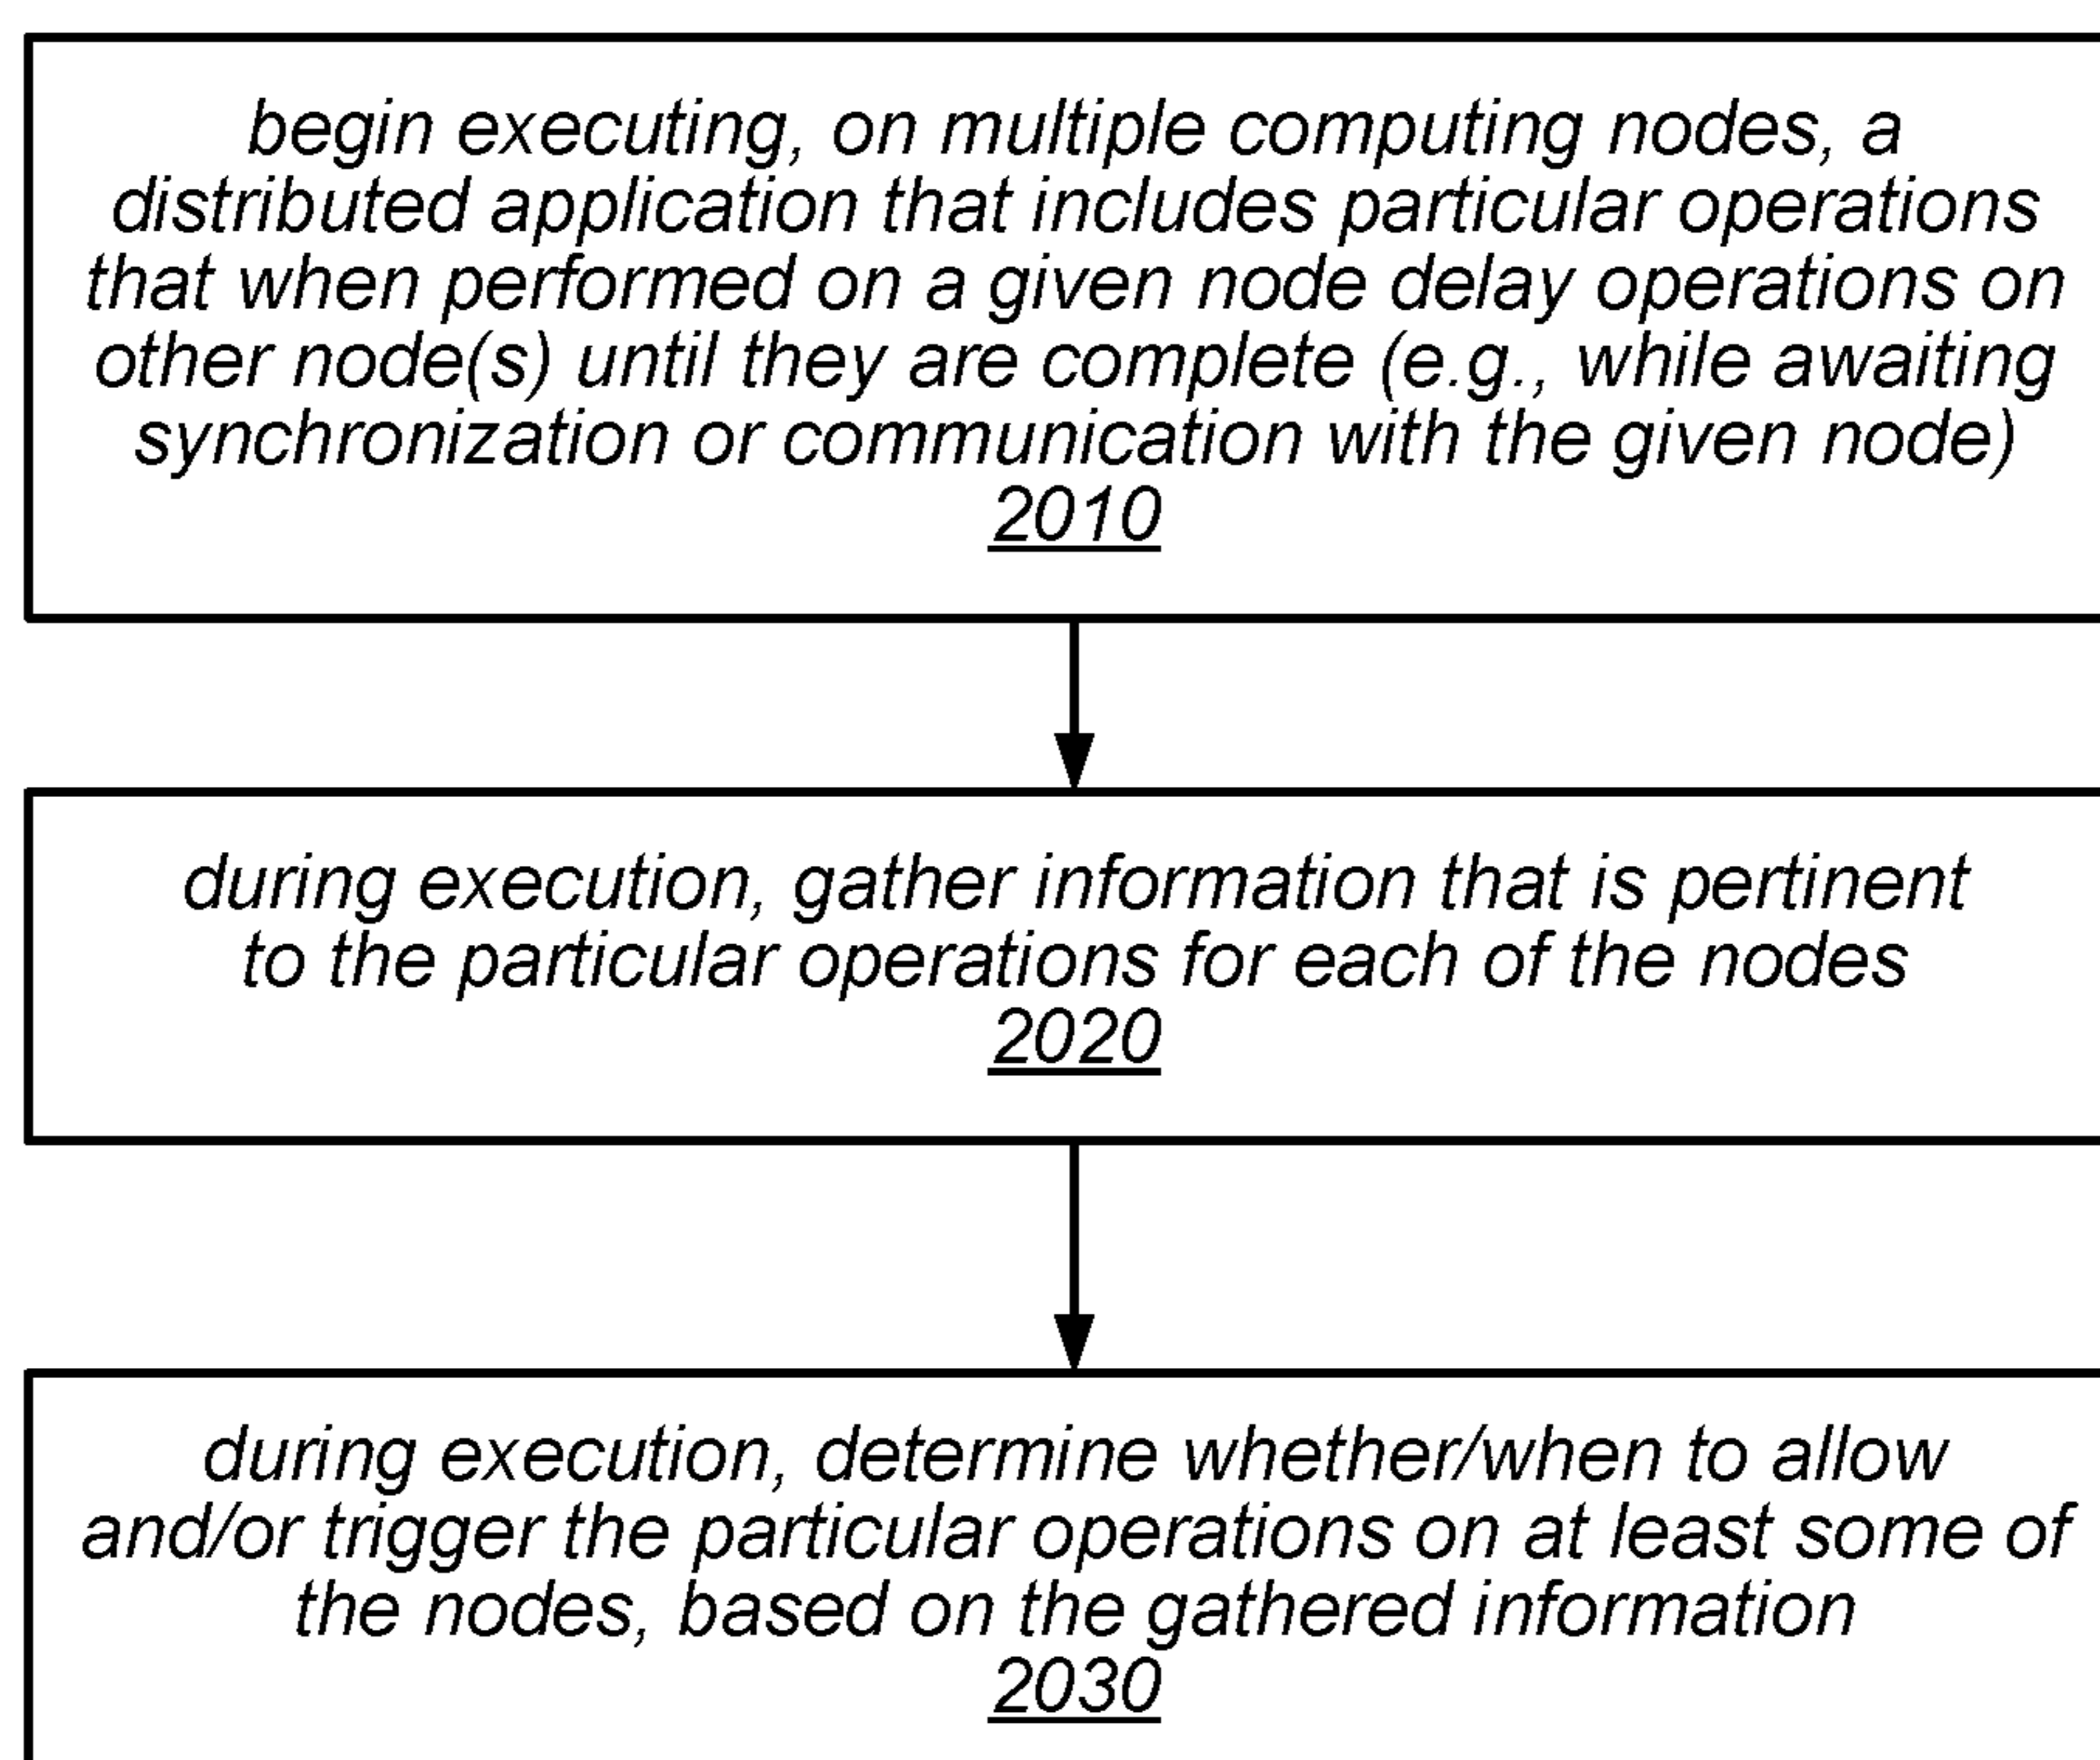 begin executing, on multiple computing nodes, a
distributed application that includes particular operations
that when performed on a given node delay operations on
other node(s) until they are complete (e.g., while awaiting
synchronization or communication with the given node)
2010
during execution, gather information that is pertinent
to the particular operations for each of the nodes
2020
during execution, determine whether/when to allow
and/or trigger the particular operations on at least some of
the nodes, based on the gathered information
2030